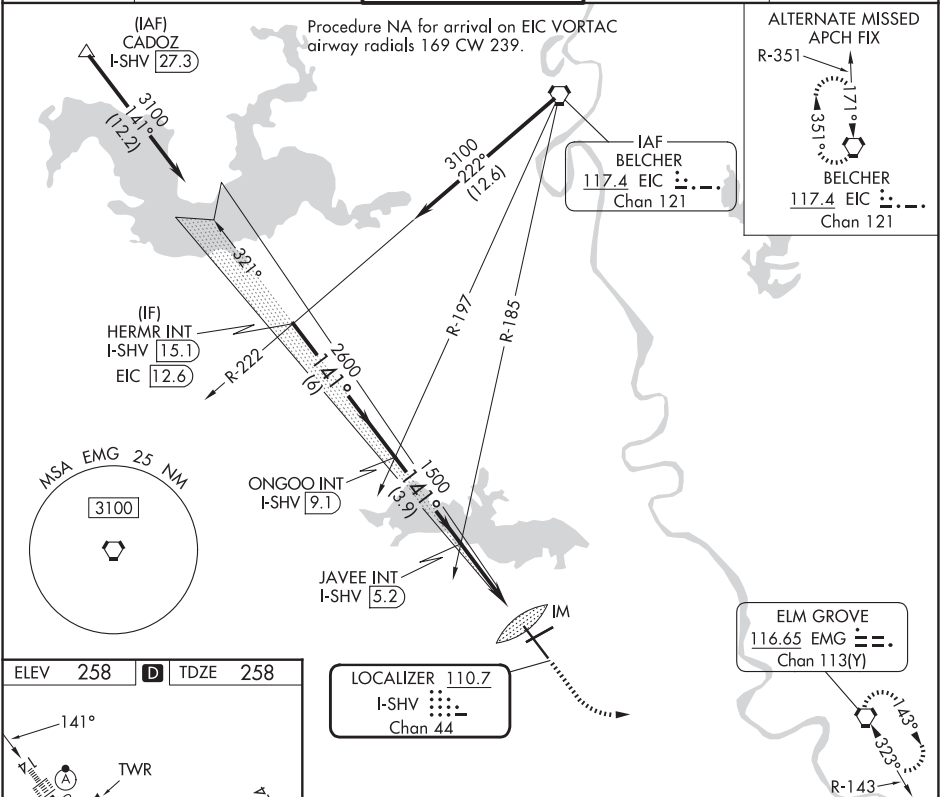 (IAF)
CADOZ
I-SHV 27.3
3100
141°
(12.2)
Procedure NA for arrival on EIC VORTAC
airway radials 169 CW 239.
ALTERNATE MISSED
APCH FIX
R-351
171°
351°
BELCHER
117.4 EIC
Chan 121
IAF
BELCHER
117.4 EIC
Chan 121
3100
222°
(12.6)
321°
R-197
R-185
(IF)
HERMR INT
I-SHV 15.1
EIC 12.6
R-222
2600
141°
(6)
MSA EMG 25 NM
3100
ONGOO INT
I-SHV 9.1
1500
141°
(3.9)
JAVEE INT
I-SHV 5.2
IM
LOCALIZER 110.7
I-SHV
Chan 44
ELM GROVE
116.65 EMG
Chan 113(Y)
143°
323°
R-143
ELEV 258 D TDZE 258
141°
14
A
TWR